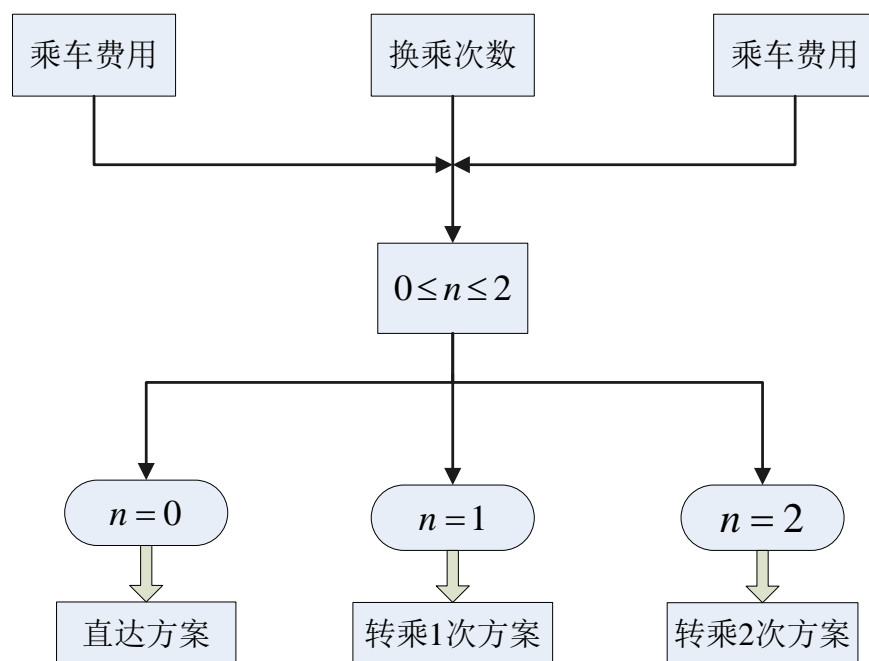 乘车费用
换乘次数
乘车费用
0≤n≤2
n=0
n=1
n=2
直达方案
转乘1次方案
转乘2次方案